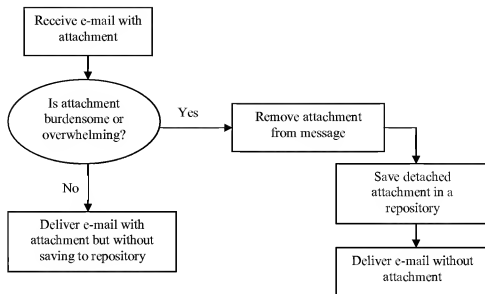 Receive e-mail with
attachment
Is attachment
burdensome or
overwhelming?
Yes
Remove attachment
from message
No
Save detached
attachment in a
repository
Deliver e-mail with
attachment but without
saving to repository
Deliver e-mail without
attachment